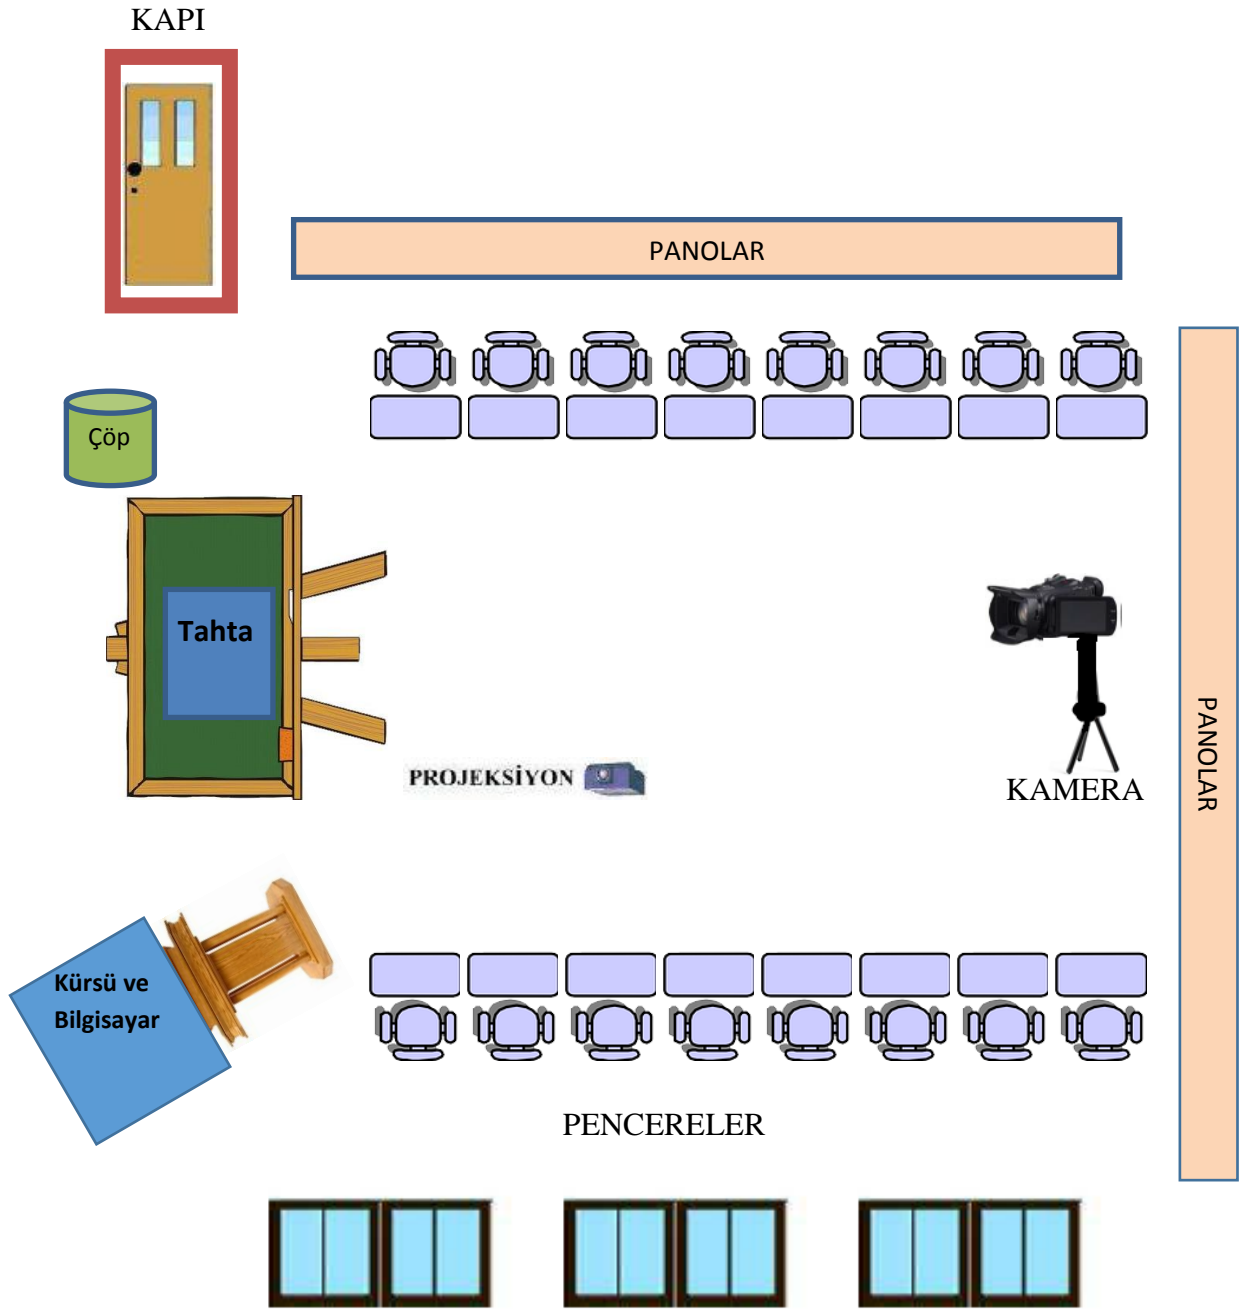 KAPI
PANOLAR
Çöp
Tahta
PROJEKSİYON
KAMERA
PANOLAR
Kürsü ve
Bilgisayar
PENCERELER